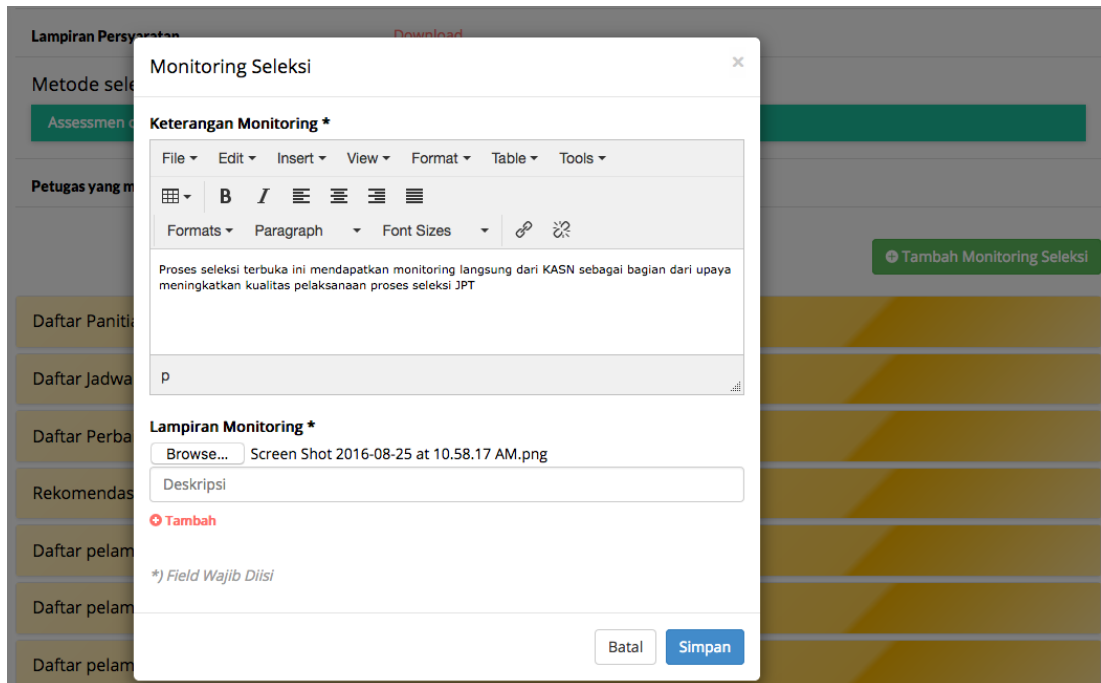 Lampiran Persyaratan Download
Monitoring Seleksi ×
Metode sele
Assessmen
Keterangan Monitoring *
File Edit Insert View Format Table Tools
Petugas yang m
B I
Formats Paragraph Font Sizes
Tambah Monitoring Seleksi
Proses seleksi terbuka ini mendapatkan monitoring langsung dari KASN sebagai bagian dari upaya
meningkatkan kualitas pelaksanaan proses seleksi JPT
Daftar Paniti
Daftar Jadwa
p
Daftar Perba
Lampiran Monitoring *
Browse... Screen Shot 2016-08-25 at 10.58.17 AM.png
Deskripsi
Rekomendas
Tambah
Daftar pelam
*) Field Wajib Diisi
Daftar pelam
Batal Simpan
Daftar pelam